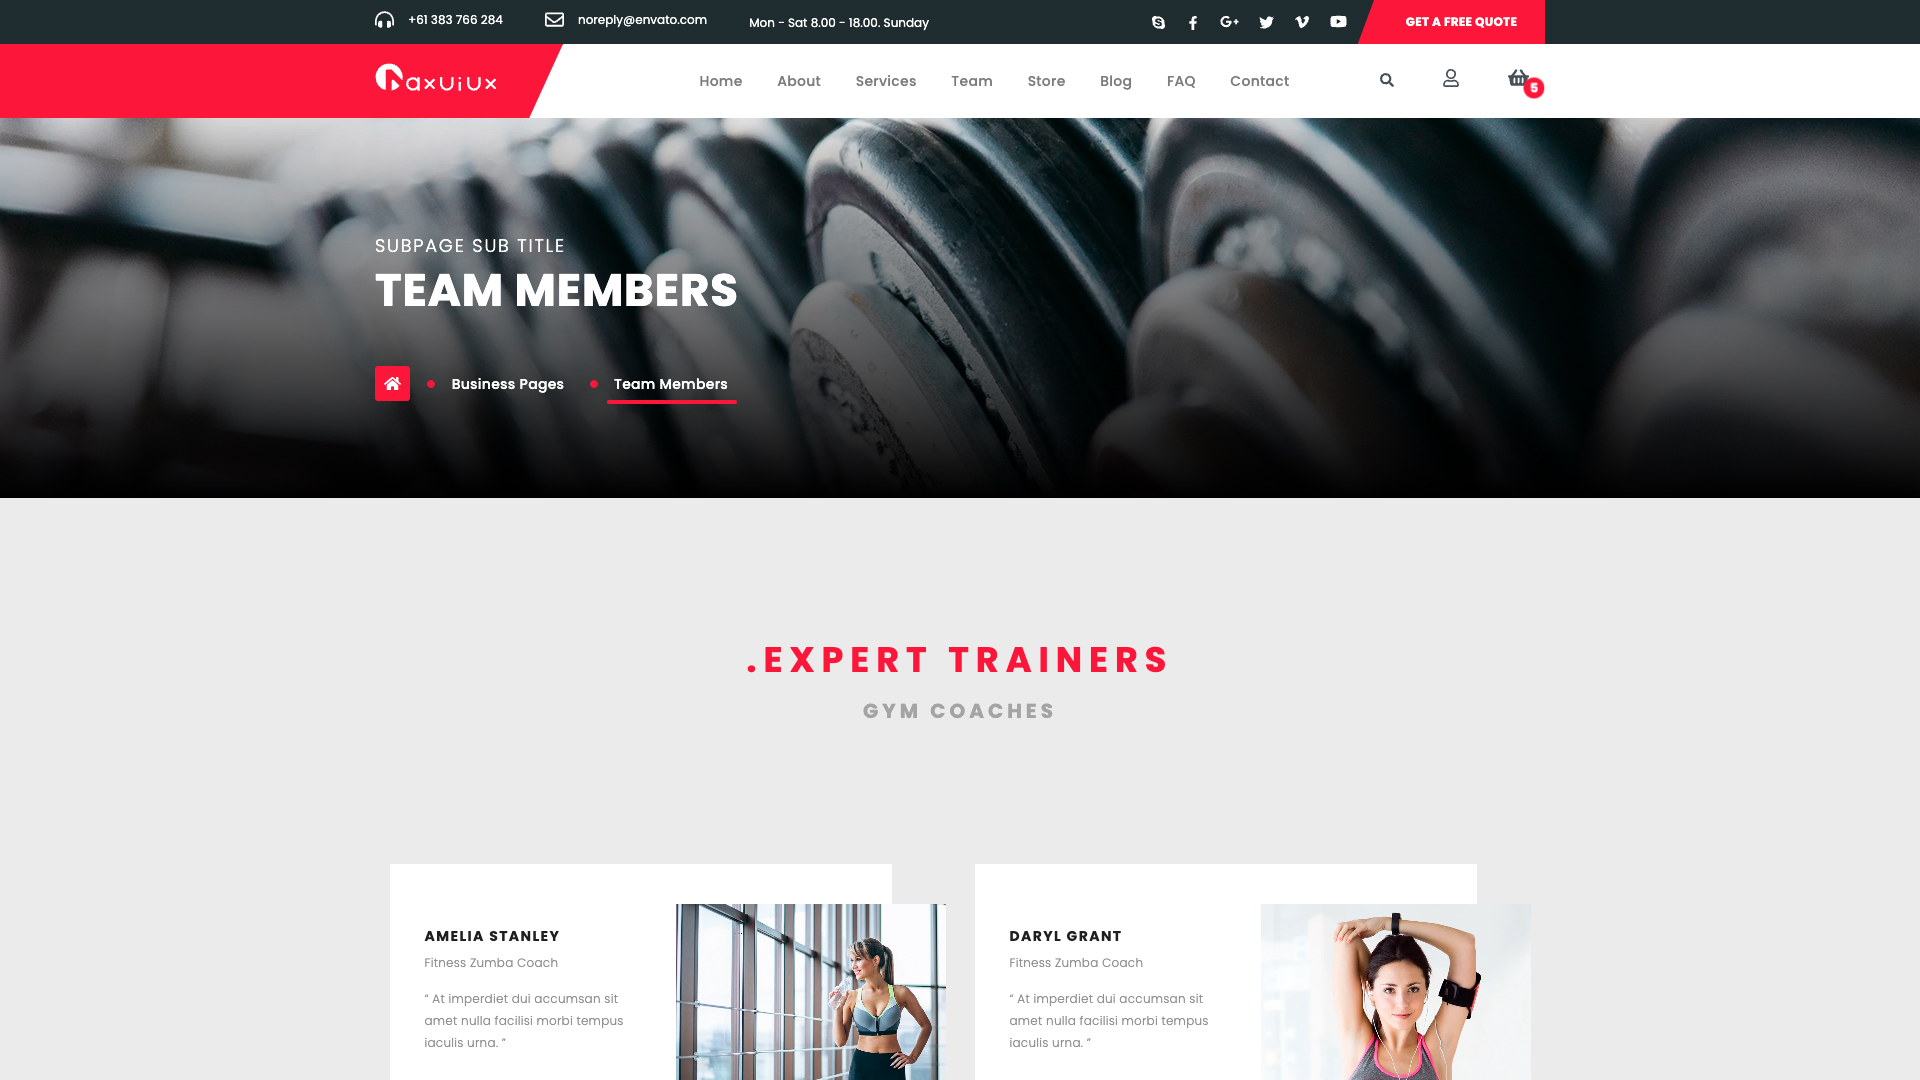 +61 383 766 284
noreply@envato.com
Mon - Sat 8.00 - 18.00. Sunday
GET A FREE QUOTE
axUiUx
Home
About
Services
Team
Store
Blog
FAQ
Contact
5
SUBPAGE SUB TITLE
TEAM MEMBERS
Business Pages
Team Members
.EXPERT TRAINERS
GYM COACHES
AMELIA STANLEY
Fitness Zumba Coach
“ At imperdiet dui accumsan sit
amet nulla facilisi morbi tempus
iaculis urna. ”
DARYL GRANT
Fitness Zumba Coach
“ At imperdiet dui accumsan sit
amet nulla facilisi morbi tempus
iaculis urna. ”